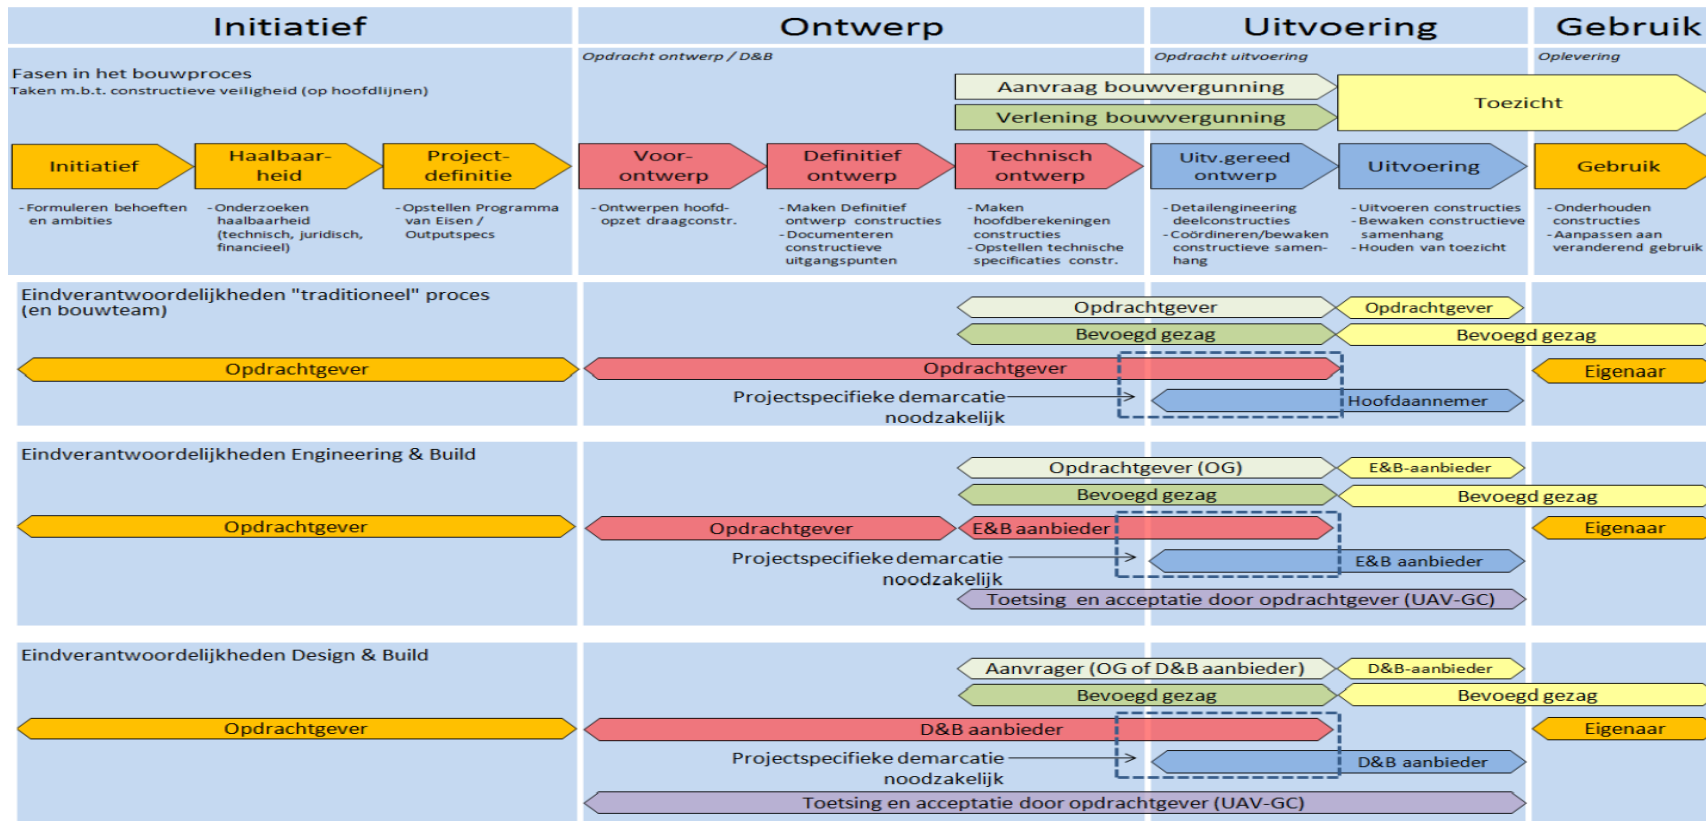 Initiatief
Ontwerp
Uitvoering
Gebruik
Fasen in het bouwproces
Taken m.b.t. constructieve veiligheid (op hoofdlijnen)
Opdracht ontwerp / D&B
Opdracht uitvoering
Oplevering
Aanvraag bouwvergunning
Verlening bouwvergunning
Toezicht
Initiatief
Haalbaar-
heid
Project-
definitie
Voor-
ontwerp
Definitief
ontwerp
Technisch
ontwerp
Uitv.gereed
ontwerp
Uitvoering
Gebruik
- Formuleren behoeften
en ambities
- Onderzoeken
haalbaarheid
(technisch, juridisch,
financieel)
- Opstellen Programma
van Eisen /
Outputspecs
- Ontwerpen hoofd-
opzet draagconstr.
- Maken Definitief
ontwerp constructies
- Documenteren
constructieve
uitgangspunten
- Maken
hoofdberekeningen
constructies
- Opstellen technische
specificaties constr.
- Detailengineering
deelconstructies
- Coördineren/bewaken
constructieve samen-
hang
- Uitvoeren constructies
- Bewaken constructieve
samenhang
- Houden van toezicht
- Onderhouden
constructies
- Aanpassen aan
veranderend gebruik
Eindverantwoordelijkheden "traditioneel" proces
(en bouwteam)
Opdrachtgever
Opdrachtgever
Bevoegd gezag
Bevoegd gezag
Opdrachtgever
Opdrachtgever
Eigenaar
Projectspecifieke demarcatie
noodzakelijk
Hoofdaannemer
Eindverantwoordelijkheden Engineering & Build
Opdrachtgever (OG)
E&B-aanbieder
Bevoegd gezag
Bevoegd gezag
Opdrachtgever
Opdrachtgever
E&B aanbieder
Eigenaar
Projectspecifieke demarcatie
noodzakelijk
E&B aanbieder
Toetsing en acceptatie door opdrachtgever (UAV-GC)
Eindverantwoordelijkheden Design & Build
Aanvrager (OG of D&B aanbieder)
D&B-aanbieder
Bevoegd gezag
Bevoegd gezag
Opdrachtgever
D&B aanbieder
Eigenaar
Projectspecifieke demarcatie
noodzakelijk
D&B aanbieder
Toetsing en acceptatie door opdrachtgever (UAV-GC)